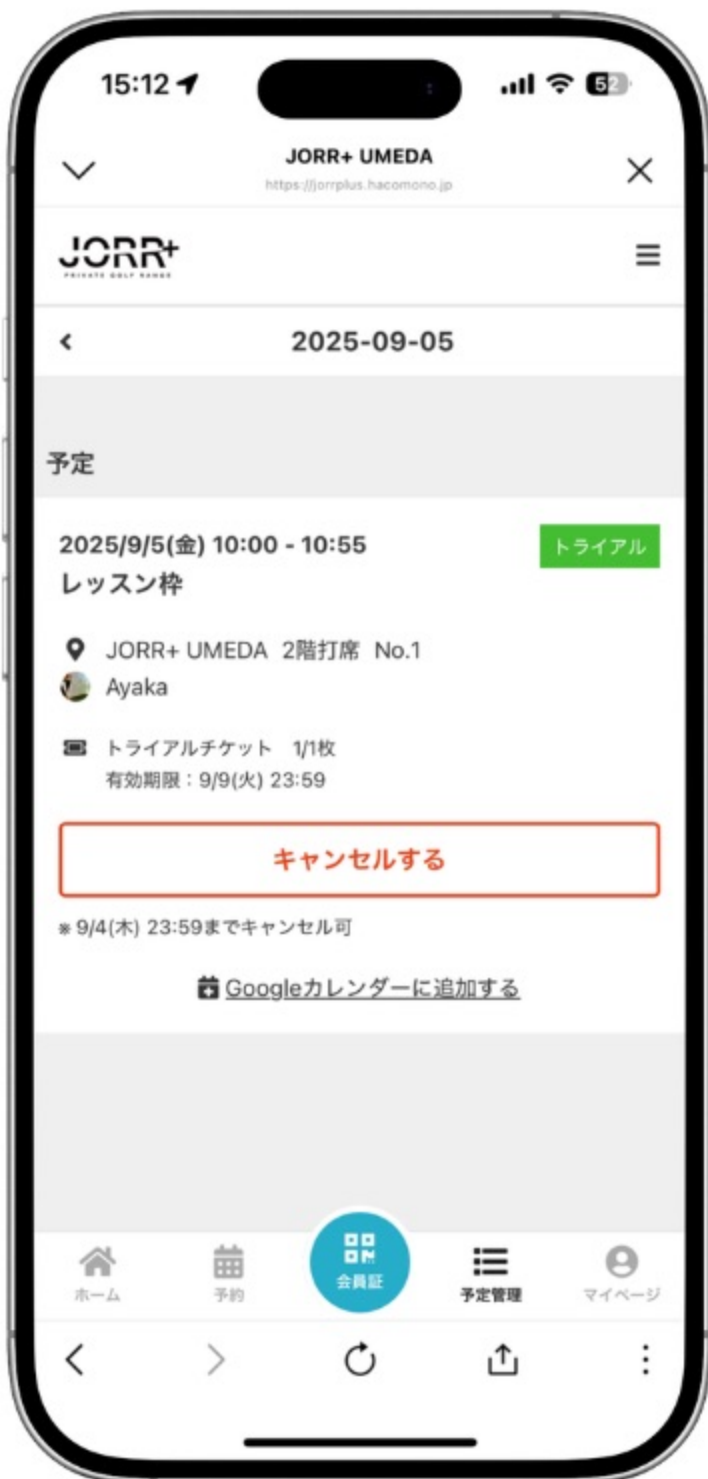 15:12
52
JORR+ UMEDA
https://jorrplus.hacomono.jp
JORR+
PRIVATE GOLF RANGE
2025-09-05
予定
2025/9/5(金) 10:00 - 10:55
トライアル
レッスン枠
JORR+ UMEDA 2階打席 No.1
Ayaka
トライアルチケット 1/1枚
有効期限：9/9(火) 23:59
キャンセルする
※ 9/4(木) 23:59までキャンセル可
Googleカレンダーに追加する
ホーム
予約
会員証
予定管理
マイページ